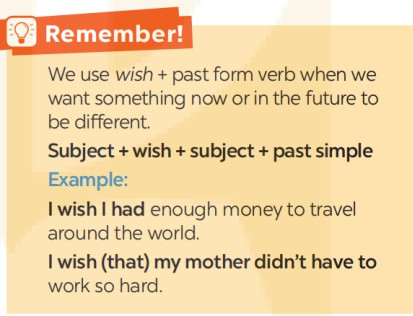 Remember!
We use wish + past form verb when we
want something now or in the future to
be different.
Subject + wish + subject + past simple
Example:
I wish I had enough money to travel
around the world.
I wish (that) my mother didn't have to
work so hard.